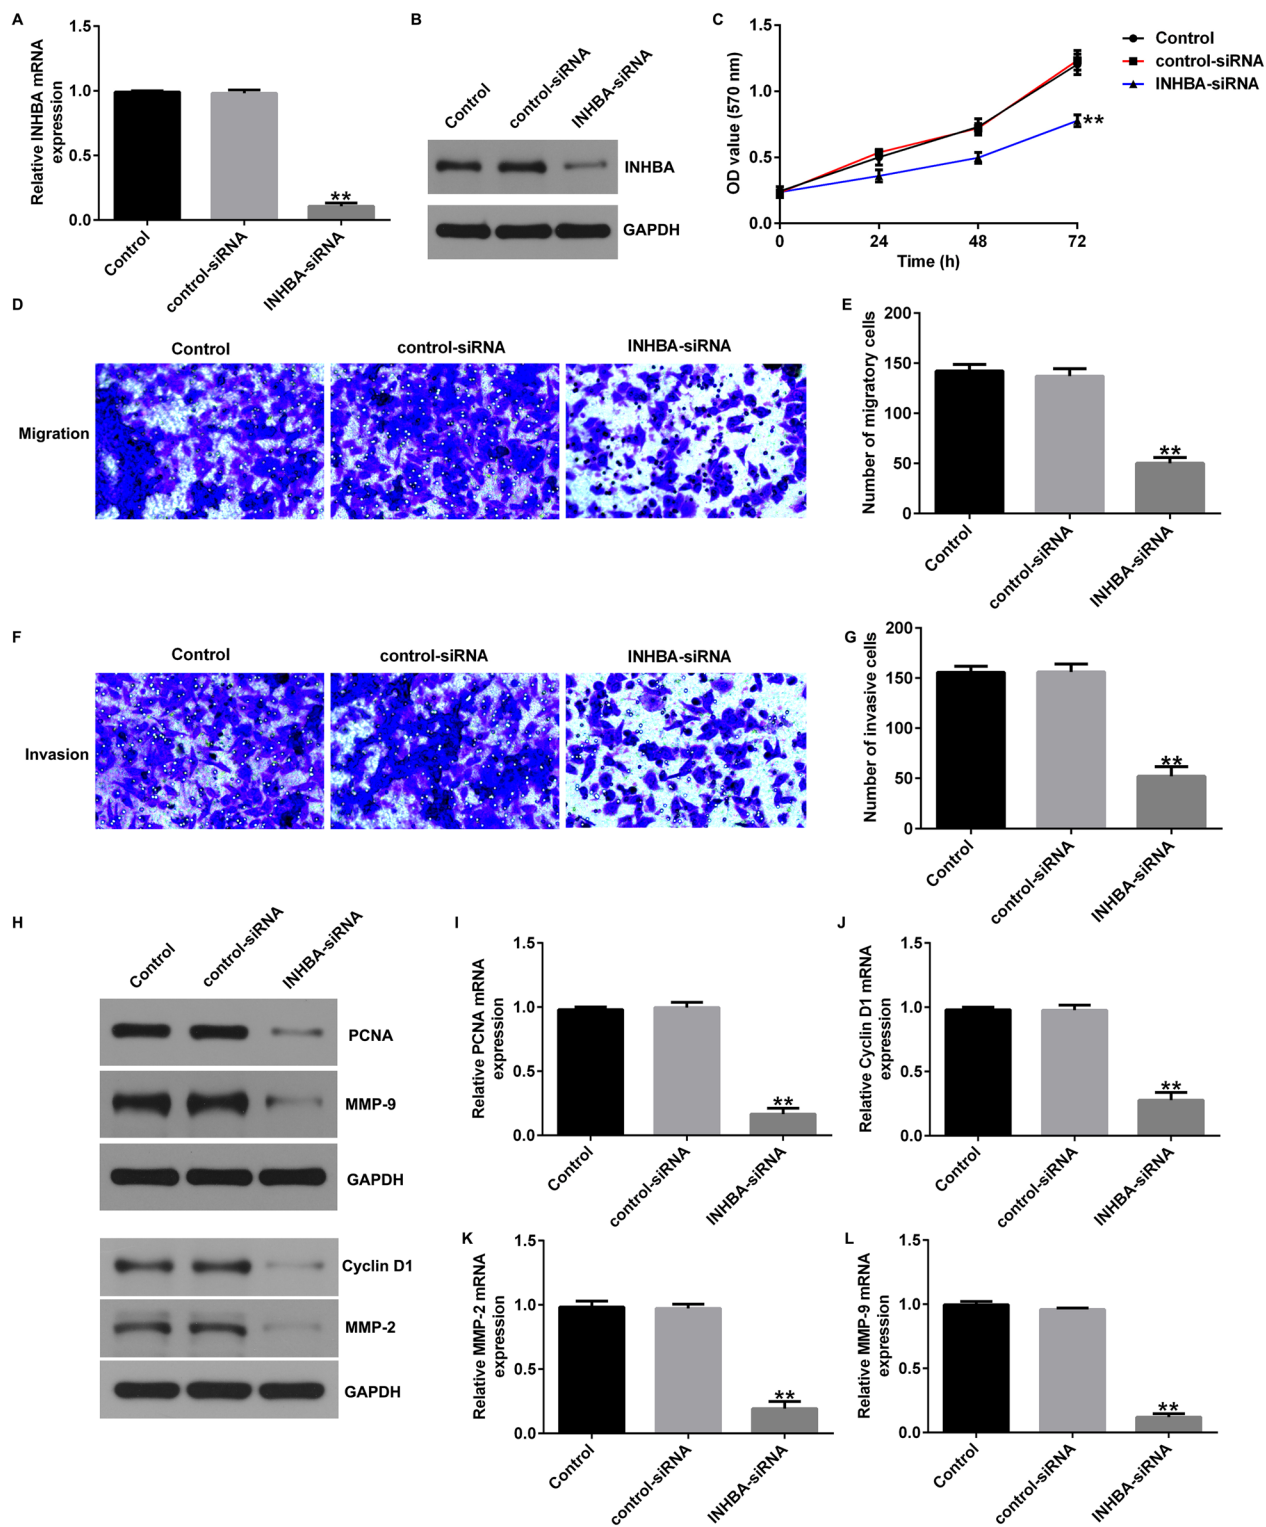 A
Relative INHBA mRNA
expression
1.5
1.0
0.5
0.0
**
Control
control-siRNA
INHBA-siRNA
B
Control
control-siRNA
INHBA-siRNA
INHBA
GAPDH
C
OD value (570 nm)
1.5
1.0
0.5
0.0
0
24
48
72
Time (h)
**
Control
control-siRNA
INHBA-siRNA
D
Control
control-siRNA
INHBA-siRNA
Migration
E
Number of migratory cells
200
150
100
50
0
**
Control
control-siRNA
INHBA-siRNA
F
Control
control-siRNA
INHBA-siRNA
Invasion
G
Number of invasive cells
200
150
100
50
0
**
Control
control-siRNA
INHBA-siRNA
H
Control
control-siRNA
INHBA-siRNA
PCNA
MMP-9
GAPDH
Cyclin D1
MMP-2
GAPDH
I
Relative PCNA mRNA
expression
1.5
1.0
0.5
0.0
**
Control
control-siRNA
INHBA-siRNA
J
Relative Cyclin D1 mRNA
expression
1.5
1.0
0.5
0.0
**
Control
control-siRNA
INHBA-siRNA
K
Relative MMP-2 mRNA
expression
1.5
1.0
0.5
0.0
**
Control
control-siRNA
INHBA-siRNA
L
Relative MMP-9 mRNA
expression
1.5
1.0
0.5
0.0
**
Control
control-siRNA
INHBA-siRNA